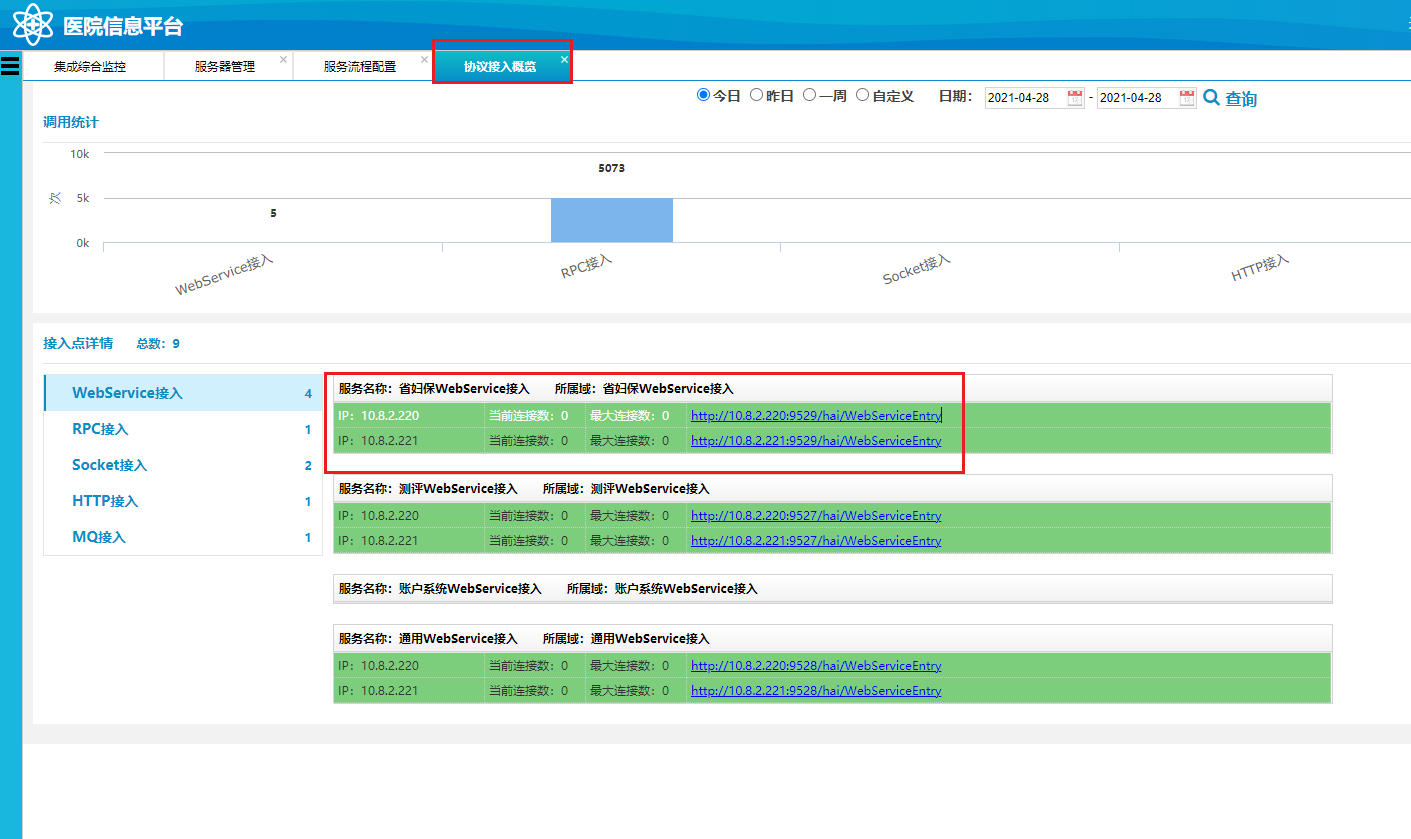 医院信息平台
集成综合监控 服务器管理 服务流程配置 协议接入概览
今日 昨日 一周 自定义 日期: 2021-04-28 - 2021-04-28 查询
调用统计
10k
5073
次 5k
5
0k
WebService接入 RPC接入 Socket接入 HTTP接入
接入点详情 总数: 9
WebService接入 4
RPC接入 1
Socket接入 2
HTTP接入 1
MQ接入 1
服务名称: 省妇保WebService接入 所属域: 省妇保WebService接入
IP: 10.8.2.220 当前连接数: 0 最大连接数: 0 http://10.8.2.220:9529/hai/WebServiceEntry
IP: 10.8.2.221 当前连接数: 0 最大连接数: 0 http://10.8.2.221:9529/hai/WebServiceEntry
服务名称: 测评WebService接入 所属域: 测评WebService接入
IP: 10.8.2.220 当前连接数: 0 最大连接数: 0 http://10.8.2.220:9527/hai/WebServiceEntry
IP: 10.8.2.221 当前连接数: 0 最大连接数: 0 http://10.8.2.221:9527/hai/WebServiceEntry
服务名称: 账户系统WebService接入 所属域: 账户系统WebService接入
服务名称: 通用WebService接入 所属域: 通用WebService接入
IP: 10.8.2.220 当前连接数: 0 最大连接数: 0 http://10.8.2.220:9528/hai/WebServiceEntry
IP: 10.8.2.221 当前连接数: 0 最大连接数: 0 http://10.8.2.221:9528/hai/WebServiceEntry